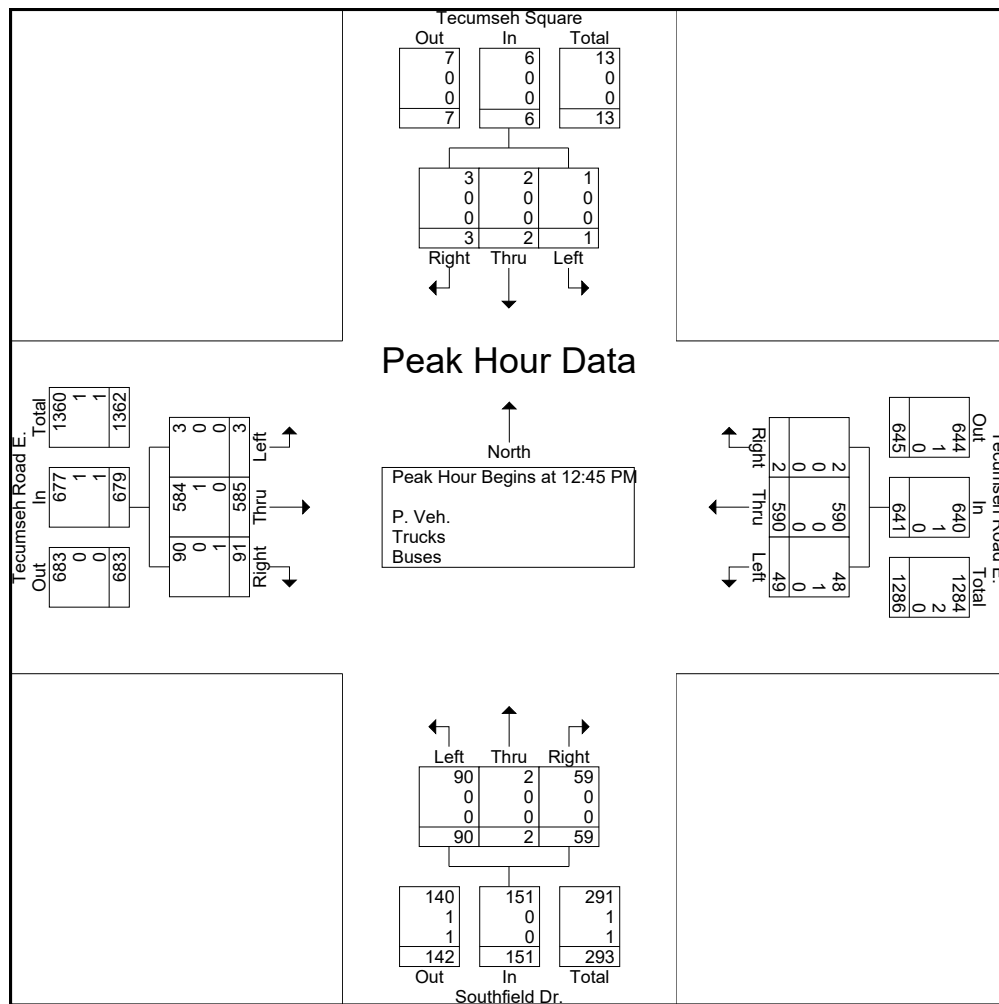 Tecumseh Square
Out In Total
7 6 13
0 0 0
0 0 0
7 6 13
3 2 1
0 0 0
0 0 0
3 2 1
Right Thru Left
Peak Hour Data
North
Peak Hour Begins at 12:45 PM
P. Veh.
Trucks
Buses
Tecumseh Road E.
Out In Total
683 677 1360
0 1 1
0 1 1
683 679 1362
Right Thru Left
90 584 3
0 1 0
1 0 0
91 585 3
Tecumseh Road E.
Out In Total
644 640 1284
1 1 2
0 0 0
645 641 1286
2 590 48
0 0 1
0 0 0
2 590 49
Right Thru Left
Left Thru Right
90 2 59
0 0 0
0 0 0
90 2 59
140 151 291
1 0 1
1 0 1
142 151 293
Out In Total
Southfield Dr.